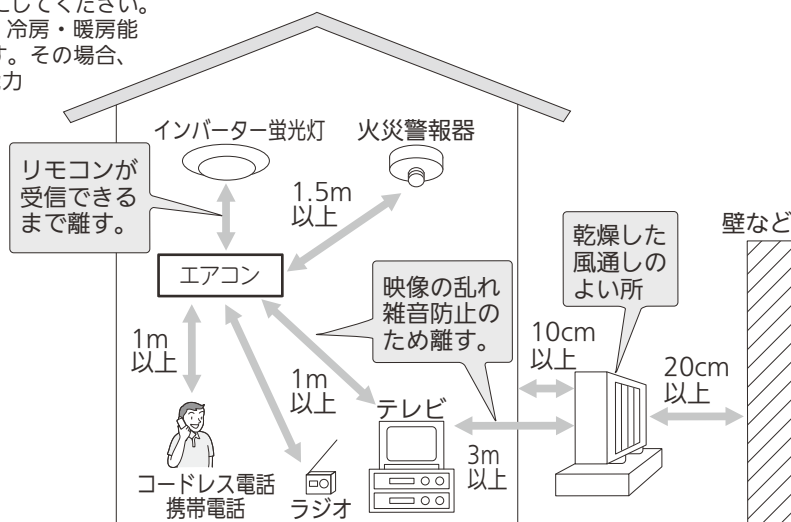 にしてください。
冷房・暖房能
す。その場合、
力
インバーター蛍光灯
火災警報器
リモコンが
受信できる
まで離す。
1.5m
以上
乾燥した
風通しの
よい所
壁など
エアコン
映像の乱れ
雑音防止の
ため離す。
1m
以上
10cm
以上
20cm
以上
1m
以上
テレビ
3m
以上
コードレス電話
携帯電話
ラジオ